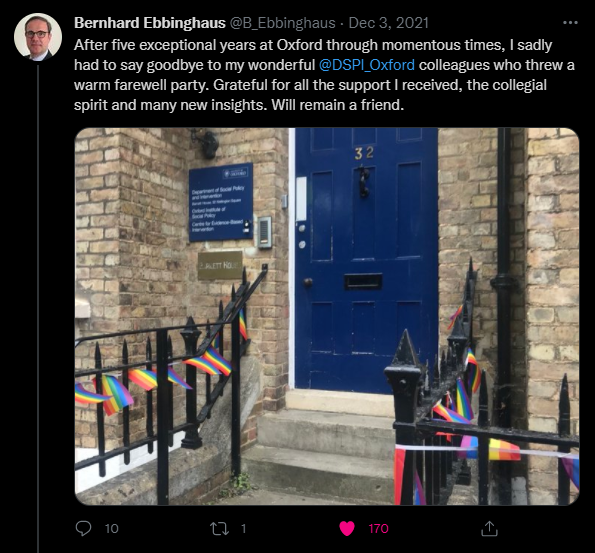 Bernhard Ebbinghaus @B_Ebbinghaus · Dec 3, 2021
After five exceptional years at Oxford through momentous times, I sadly
had to say goodbye to my wonderful @DSPI_Oxford colleagues who threw a
warm farewell party. Grateful for all the support I received, the collegial
spirit and many new insights. Will remain a friend.
32
OXFORD
Department of Social Policy
and Intervention
Oxford Institute of
Social Policy
Centre for Evidence-Based
Intervention
10
1
170